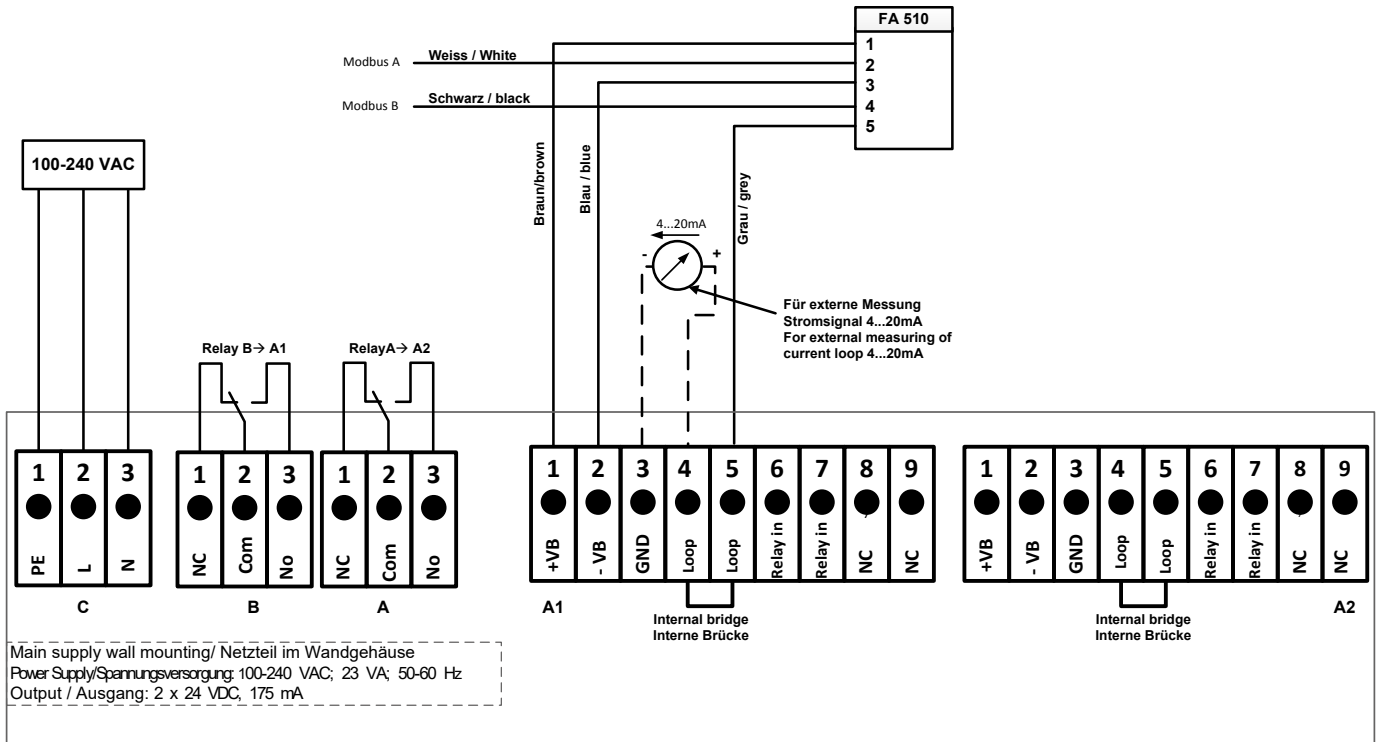 FA 510
1
2
3
4
5
Modbus A
Weiss / White
Modbus B
Schwarz / black
100-240 VAC
Braun/brown
Blau / blue
Grau / grey
4...20mA
- +
Für externe Messung
Stromsignal 4...20mA
For external measuring of
current loop 4...20mA
Relay B→ A1
RelayA→ A2
1 2 3
PE L N
C
1 2 3
NC Com No
B
1 2 3
NC Com No
A
1 2 3 4 5 6 7 8 9
+VB - VB GND Loop Loop Relay in Relay in NC NC
A1
Internal bridge
Interne Brücke
1 2 3 4 5 6 7 8 9
+VB - VB GND Loop Loop Relay in Relay in NC NC
A2
Internal bridge
Interne Brücke
Main supply wall mounting/ Netzteil im Wandgehäuse
Power Supply/Spannungsversorgung: 100-240 VAC; 23 VA; 50-60 Hz
Output / Ausgang: 2 x 24 VDC, 175 mA